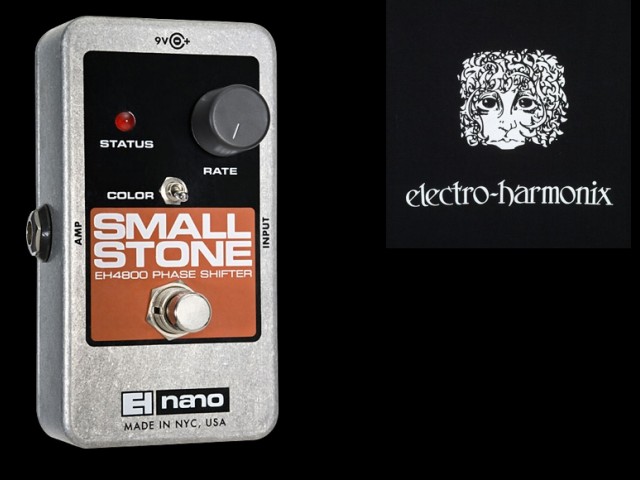 9V +
STATUS
RATE
COLOR
AMP
INPUT
SMALL
STONE
EH4800 PHASE SHIFTER
EH nano
MADE IN NYC, USA
electro-harmonix